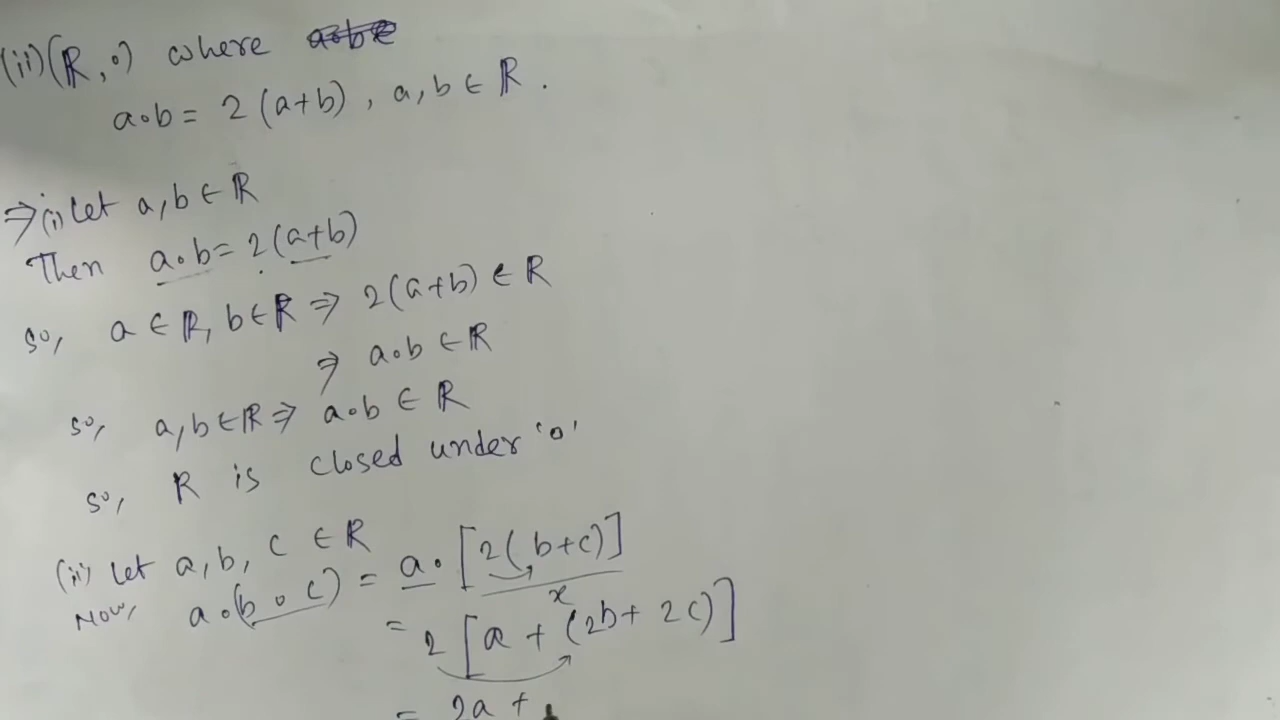 (ii) (ℝ, o) where
a∘b = 2(a+b), a, b ∈ ℝ.
⇒ (i) Let a, b ∈ ℝ
Then a∘b = 2(a+b)
so, a ∈ ℝ, b ∈ ℝ ⇒ 2(a+b) ∈ ℝ
⇒ a∘b ∈ ℝ
so, a, b ∈ ℝ ⇒ a∘b ∈ ℝ
so, ℝ is closed under 'o'
(ii) Let a, b, c ∈ ℝ
Now, a∘(b∘c) = a∘[2(b+c)]
x
= 2[a + (2b + 2c)]
= 2a +